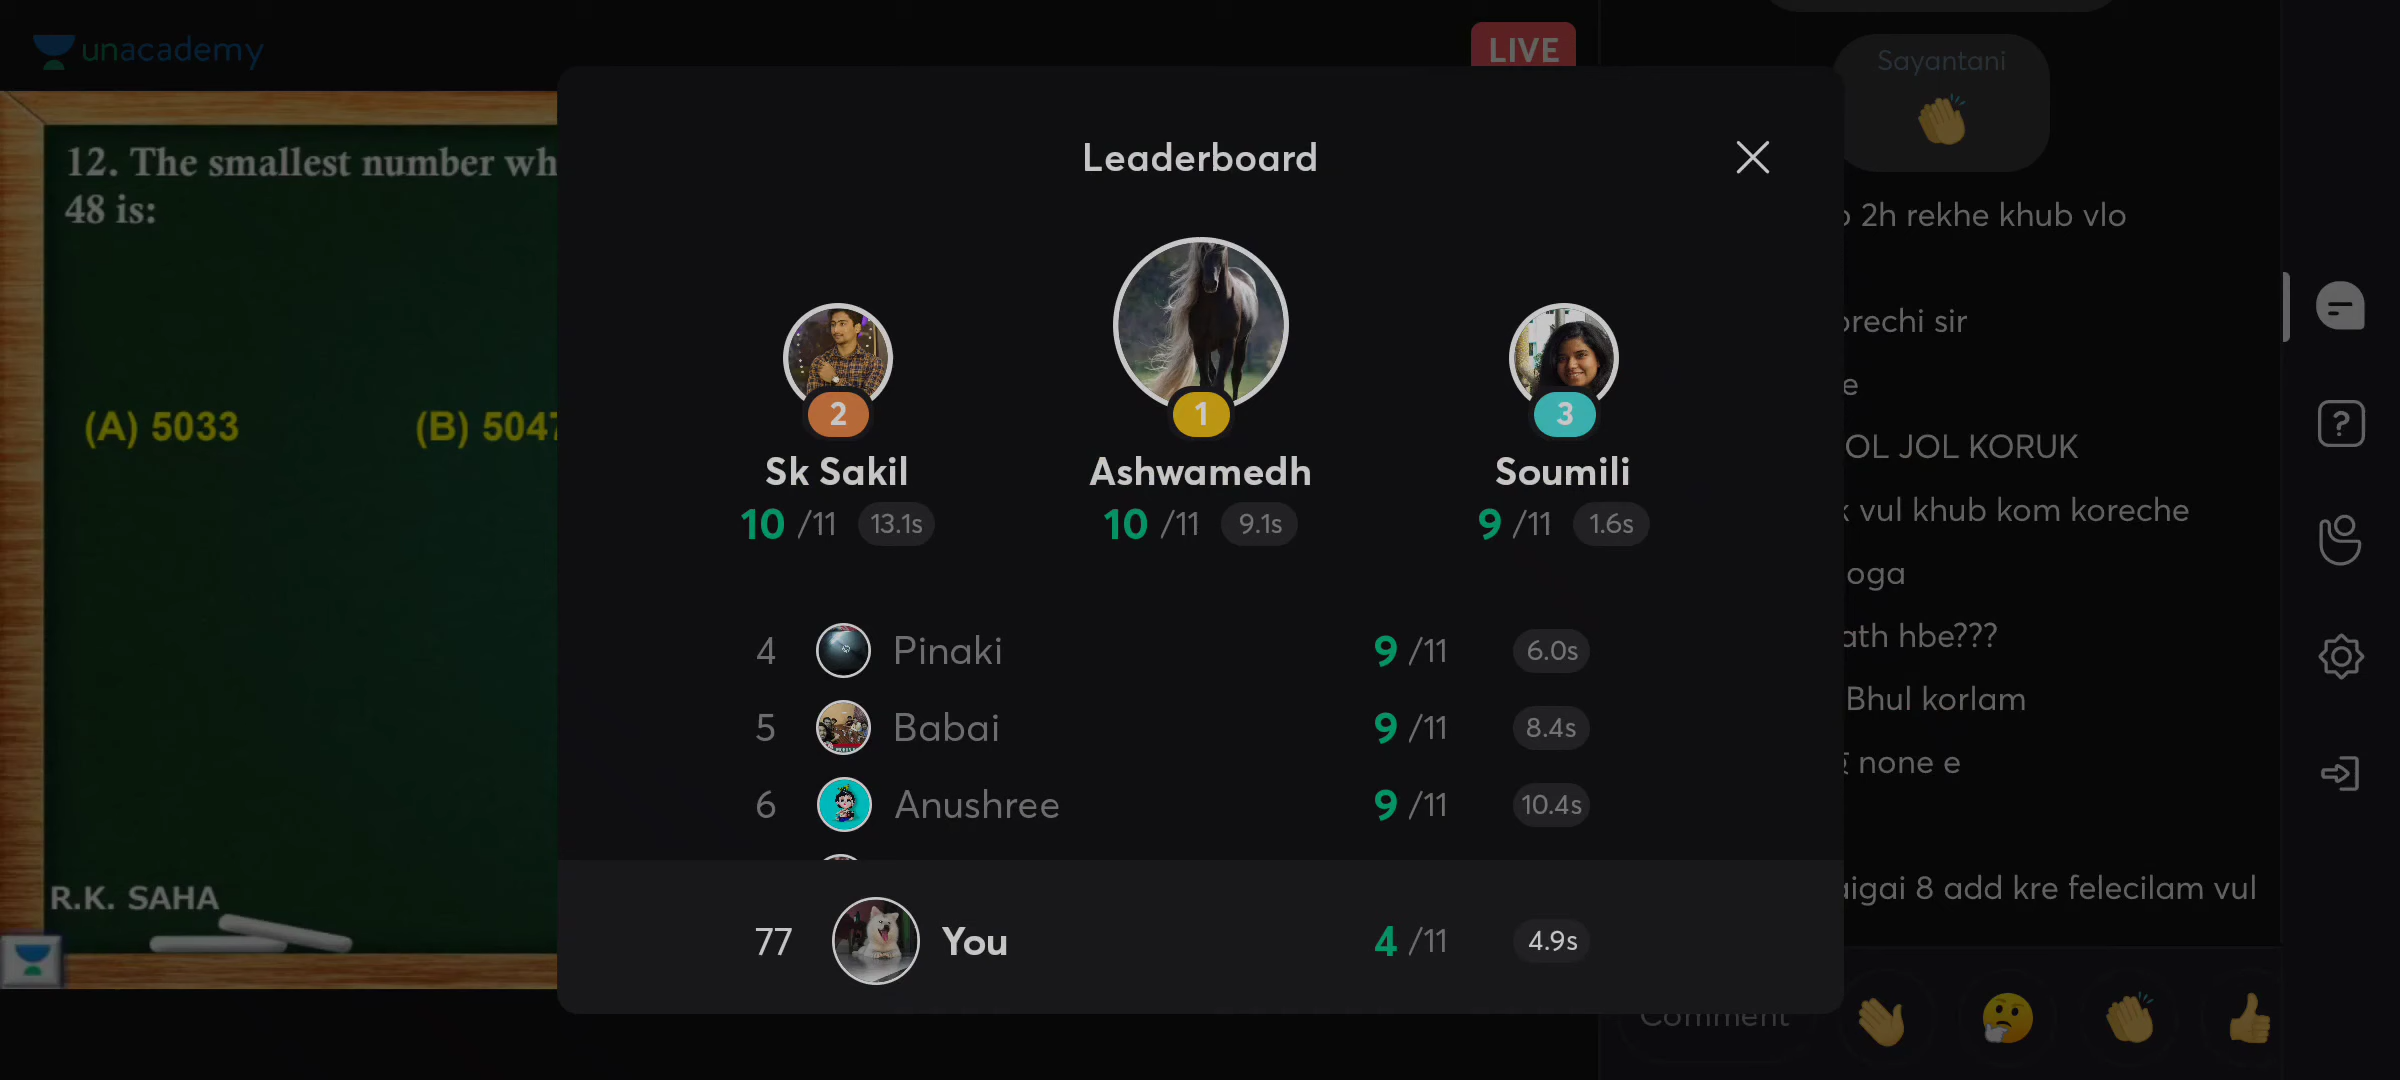 unacademy
LIVE
12. The smallest number wh
48 is:
(A) 5033
(B) 5047
R.K. SAHA
Leaderboard
2
Sk Sakil
10 /11 13.1s
1
Ashwamedh
10 /11 9.1s
3
Soumili
9 /11 1.6s
4 Pinaki 9 /11 6.0s
5 Babai 9 /11 8.4s
6 Anushree 9 /11 10.4s
77 You 4 /11 4.9s
Sayantani
2h rekhe khub vlo
orechi sir
e
OL JOL KORUK
vul khub kom koreche
oga
ath hbe???
Bhul korlam
none e
aigai 8 add kre felecilam vul
Comment